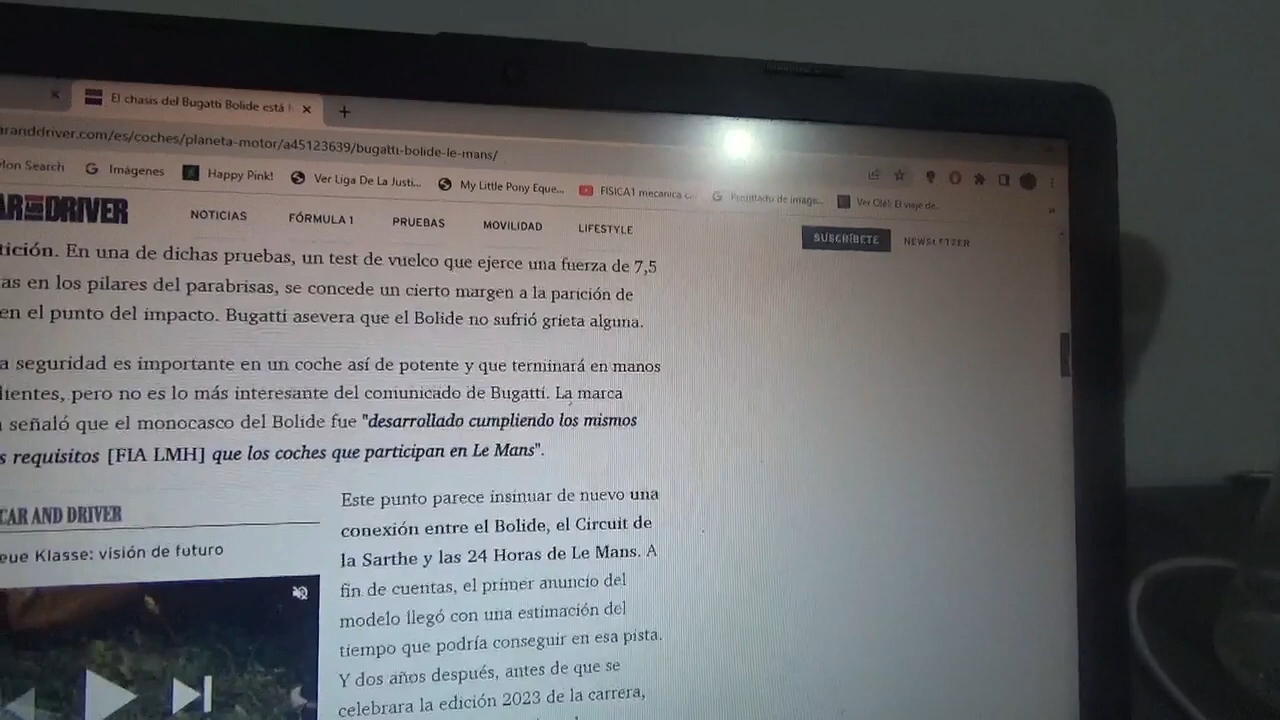 El chasis del Bugatti Bolide está
aranddriver.com/es/coches/planeta-motor/a45123639/bugatti-bolide-le-mans/
lon Search Imágenes Happy Pink! Ver Liga De La Justi... My Little Pony Eque... FISICA1 mecanica Ver Olé! El viaje de...
AR AND DRIVER NOTICIAS FÓRMULA 1 PRUEBAS MOVILIDAD LIFESTYLE SUSCRÍBETE NEWSLETTER
tición. En una de dichas pruebas, un test de vuelco que ejerce una fuerza de 7,5
as en los pilares del parabrisas, se concede un cierto margen a la parición de
en el punto del impacto. Bugatti asevera que el Bolide no sufrió grieta alguna.
a seguridad es importante en un coche así de potente y que terminará en manos
lientes, pero no es lo más interesante del comunicado de Bugatti. La marca
señaló que el monocasco del Bolide fue "desarrollado cumpliendo los mismos
s requisitos [FIA LMH] que los coches que participan en Le Mans".
CAR AND DRIVER
eue Klasse: visión de futuro
Este punto parece insinuar de nuevo una
conexión entre el Bolide, el Circuit de
la Sarthe y las 24 Horas de Le Mans. A
fin de cuentas, el primer anuncio del
modelo llegó con una estimación del
tiempo que podría conseguir en esa pista.
Y dos años después, antes de que se
celebrara la edición 2023 de la carrera,